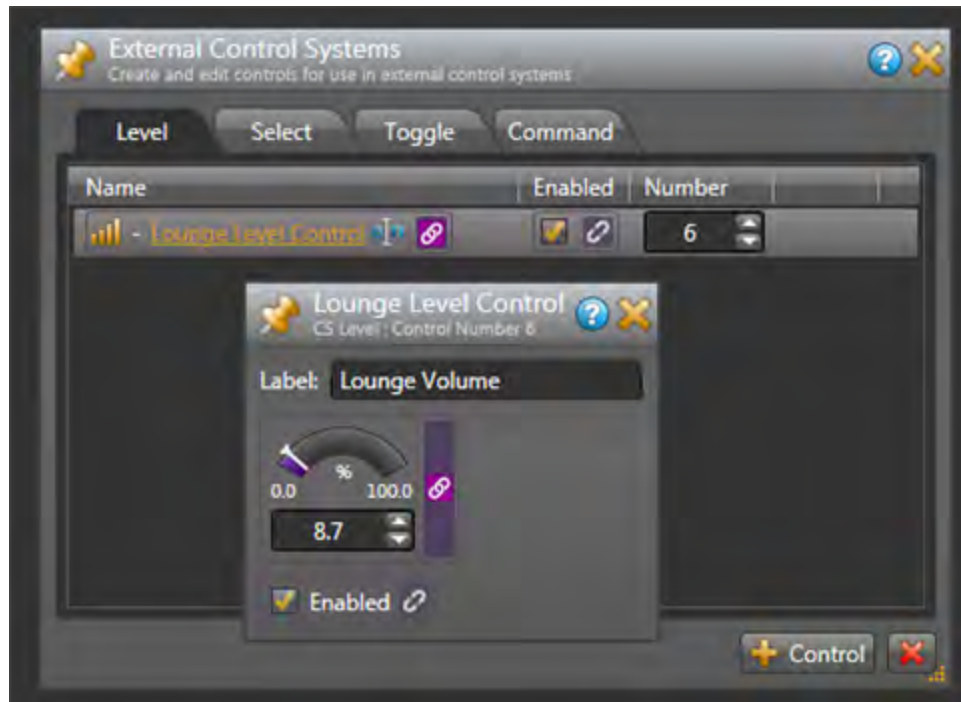 External Control Systems
Create and edit controls for use in external control systems
Level Select Toggle Command
Name Enabled Number
- Lounge Level Control 6
Lounge Level Control
CS Level : Control Number 6
Label: Lounge Volume
%
0.0 100.0
8.7
Enabled
Control